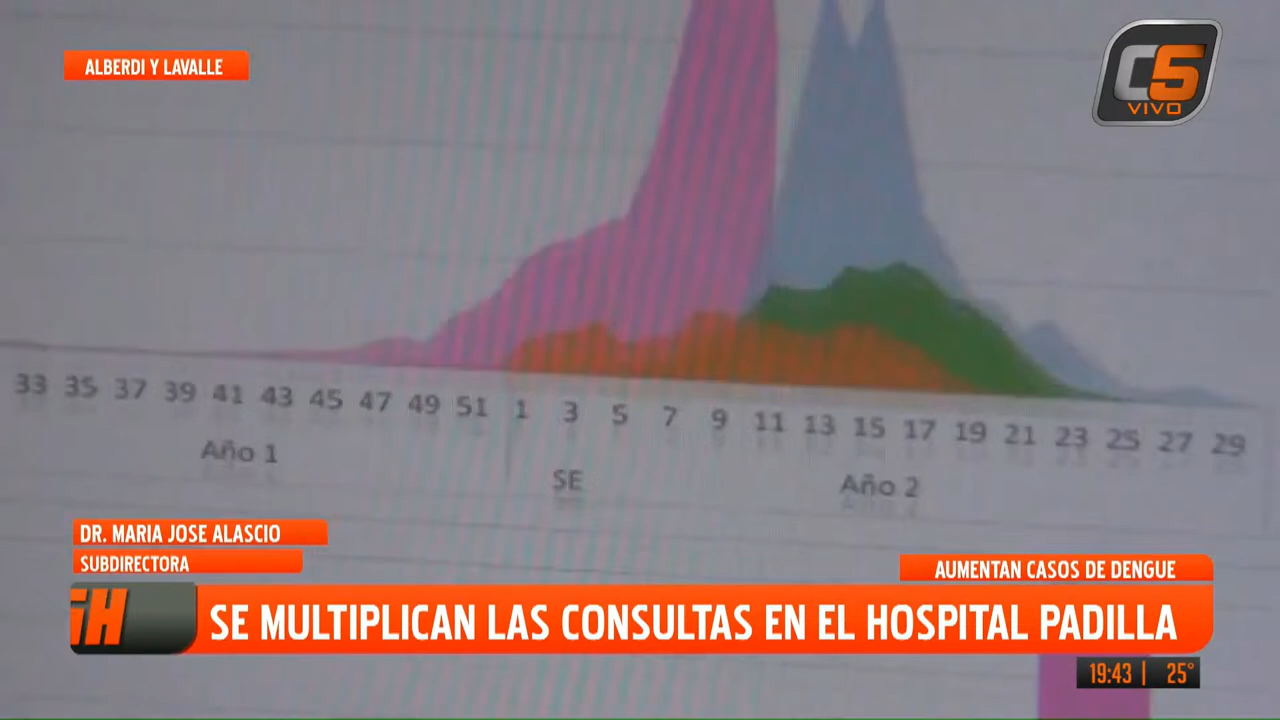 ALBERDI Y LAVALLE
C5
VIVO
33 35 37 39 41 43 45 47 49 51 1 3 5 7 9 11 13 15 17 19 21 23 25 27 29
Año 1
SE
Año 2
DR. MARIA JOSE ALASCIO
SUBDIRECTORA
AUMENTAN CASOS DE DENGUE
iH
SE MULTIPLICAN LAS CONSULTAS EN EL HOSPITAL PADILLA
19:43 | 25°